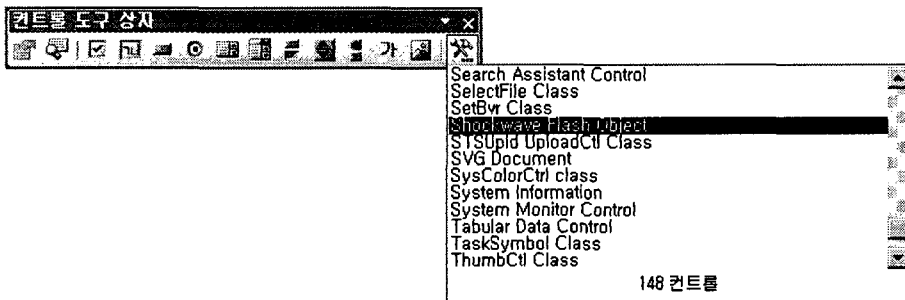 컨트롤 도구 상자
가
Search Assistant Control
SelectFile Class
SetBvr Class
Shockwave Flash Object
STSUpld UploadCtl Class
SVG Document
SysColorCtrl class
System Information
System Monitor Control
Tabular Data Control
TaskSymbol Class
ThumbCtl Class
148 컨트롤